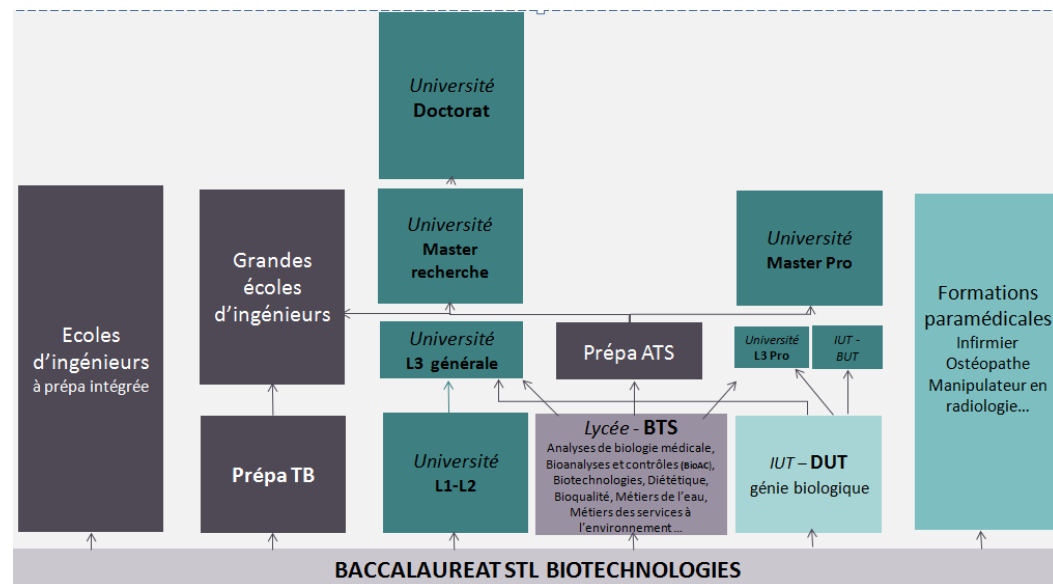 Université
Doctorat
Université
Master
recherche
Université
Master Pro
Grandes
écoles
d'ingénieurs
Ecoles
d'ingénieurs
à prépa intégrée
Formations
paramédicales
Infirmier
Ostéopathe
Manipulateur en
radiologie...
Université
L3 générale
Prépa ATS
Université
L3 Pro
IUT -
BUT
Prépa TB
Université
L1-L2
Lycée - BTS
Analyses de biologie médicale,
Bioanalyses et contrôles (BioAC),
Biotechnologies, Diététique,
Bioqualité, Métiers de l'eau,
Métiers des services à
l'environnement ...
IUT – DUT
génie biologique
BACCALAUREAT STL BIOTECHNOLOGIES